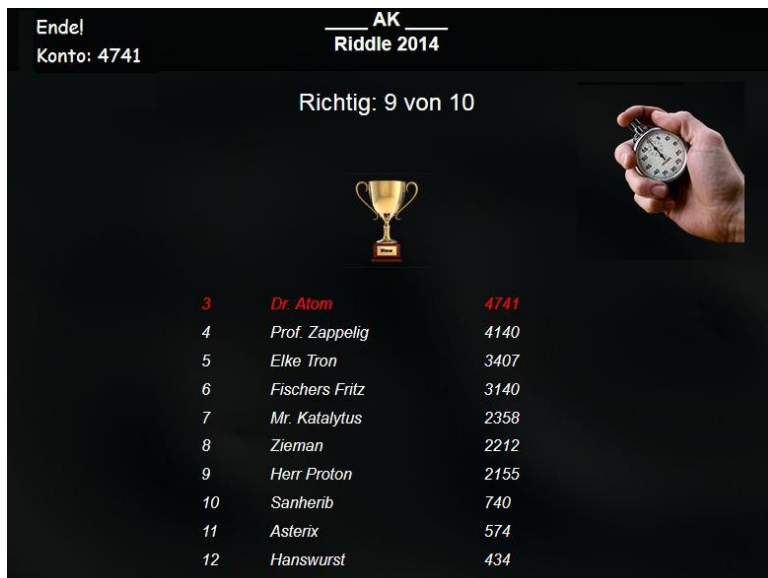 Ende!
Konto: 4741
____ AK ____
Riddle 2014
Richtig: 9 von 10
3 Dr. Atom 4741
4 Prof. Zappelig 4140
5 Elke Tron 3407
6 Fischers Fritz 3140
7 Mr. Katalytus 2358
8 Zieman 2212
9 Herr Proton 2155
10 Sanherib 740
11 Asterix 574
12 Hanswurst 434